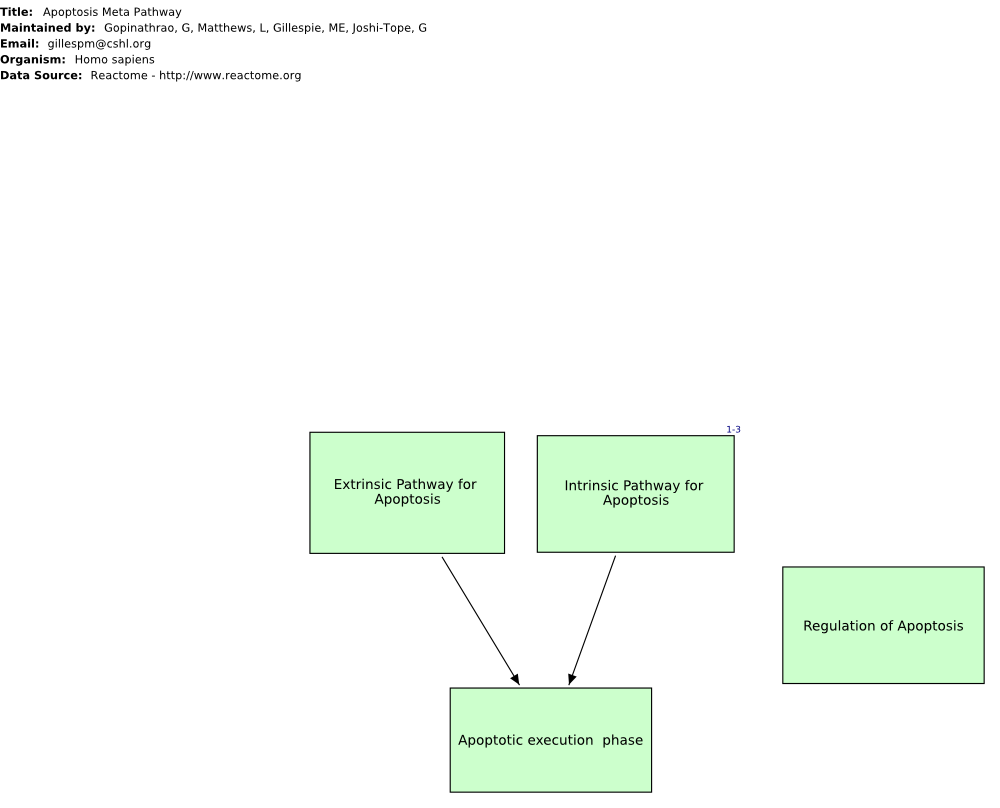 Title: Apoptosis Meta Pathway
Maintained by: Gopinathrao, G, Matthews, L, Gillespie, ME, Joshi-Tope, G
Email: gillespm@cshl.org
Organism: Homo sapiens
Data Source: Reactome - http://www.reactome.org
1-3
Extrinsic Pathway for
Apoptosis
Intrinsic Pathway for
Apoptosis
Regulation of Apoptosis
Apoptotic execution  phase